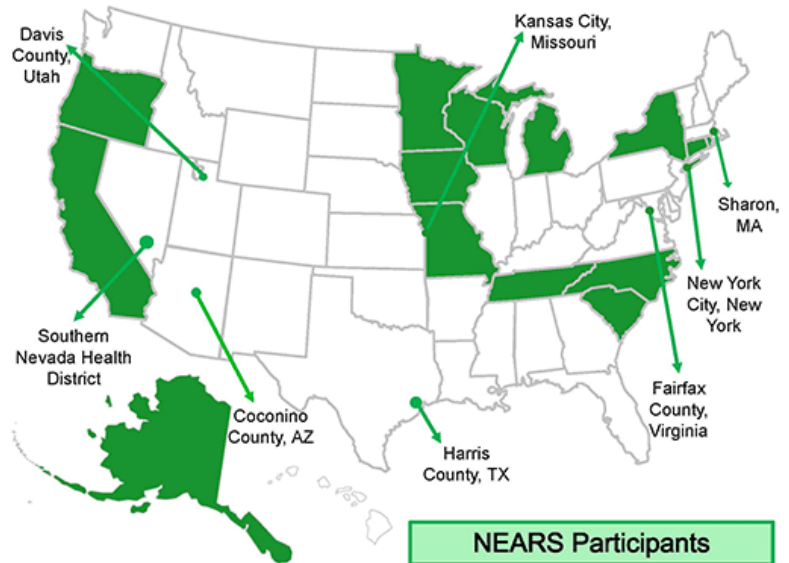 Davis
County,
Utah
Kansas City,
Missouri
Sharon,
MA
New York
City, New
York
Southern
Nevada Health
District
Fairfax
County,
Virginia
Coconino
County, AZ
Harris
County, TX
NEARS Participants